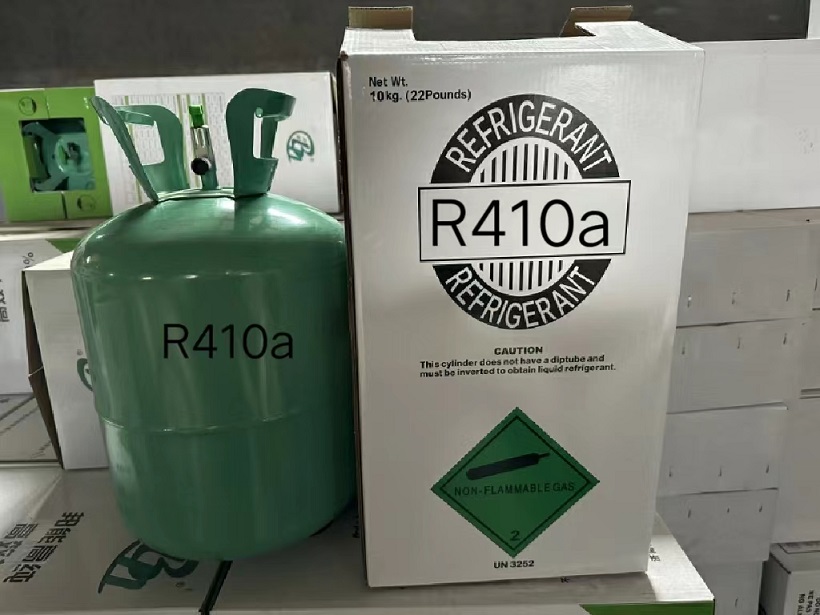 Net Wt.
10kg. (22Pounds)
REFRIGERANT
R410a
REFRIGERANT
R410a
CAUTION
This cylinder does not have a diptube and
must be inverted to obtain liquid refrigerant.
NON-FLAMMABLE GAS
2
UN 3252